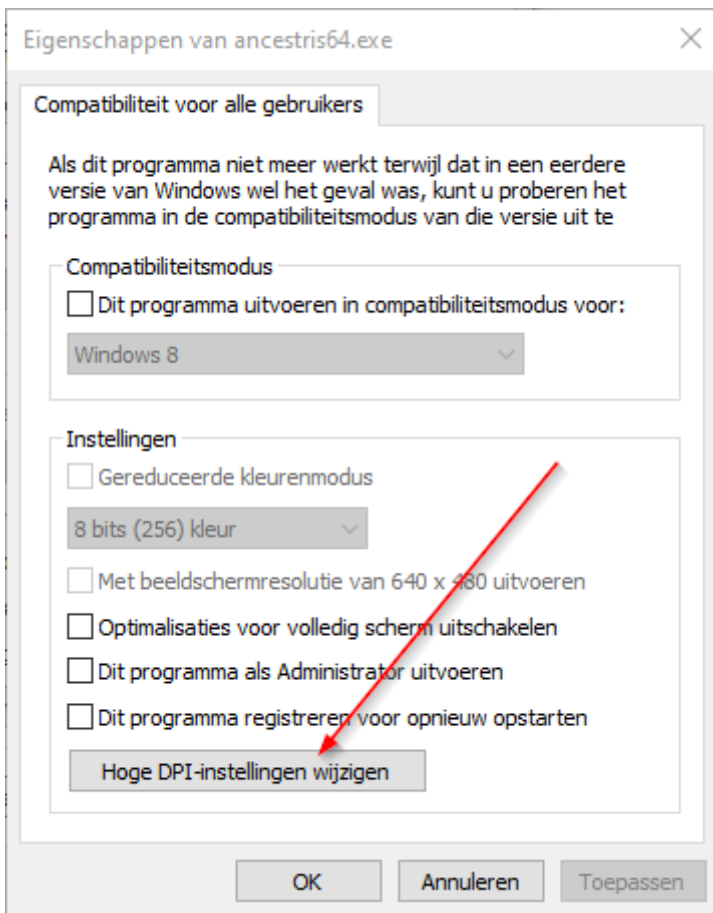 Eigenschappen van ancestris64.exe
Compatibiliteit voor alle gebruikers
Als dit programma niet meer werkt terwijl dat in een eerdere
versie van Windows wel het geval was, kunt u proberen het
programma in de compatibiliteitsmodus van die versie uit te
Compatibiliteitsmodus
Dit programma uitvoeren in compatibiliteitsmodus voor:
Windows 8
Instellingen
Gereduceerde kleurenmodus
8 bits (256) kleur
Met beeldschermresolutie van 640 x 480 uitvoeren
Optimalisaties voor volledig scherm uitschakelen
Dit programma als Administrator uitvoeren
Dit programma registreren voor opnieuw opstarten
Hoge DPI-instellingen wijzigen
OK Annuleren Toepassen